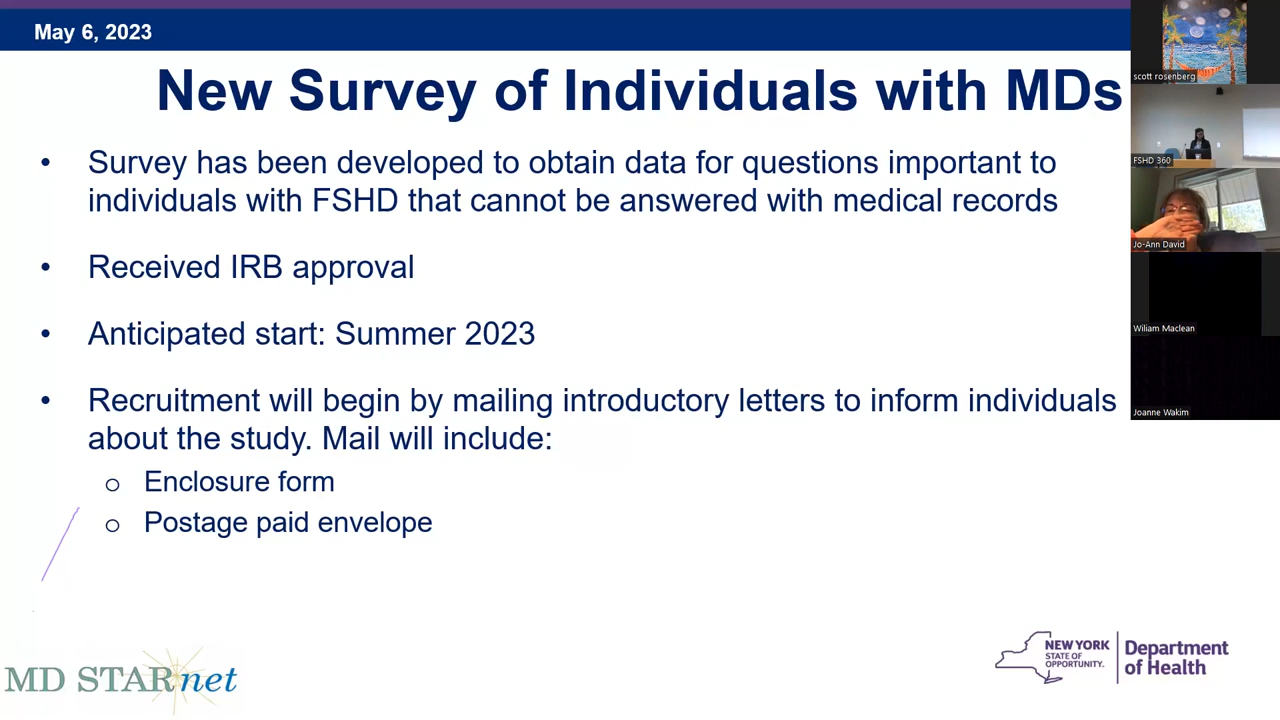 May 6, 2023
New Survey of Individuals with MDs
• Survey has been developed to obtain data for questions important to
individuals with FSHD that cannot be answered with medical records
• Received IRB approval
• Anticipated start: Summer 2023
• Recruitment will begin by mailing introductory letters to inform individuals
about the study. Mail will include:
o Enclosure form
o Postage paid envelope
scott rosenberg
FSHD 360
Jo-Ann David
Wiliam Maclean
Joanne Wakim
MD STARnet
NEW YORK
STATE OF
OPPORTUNITY.
Department
of Health